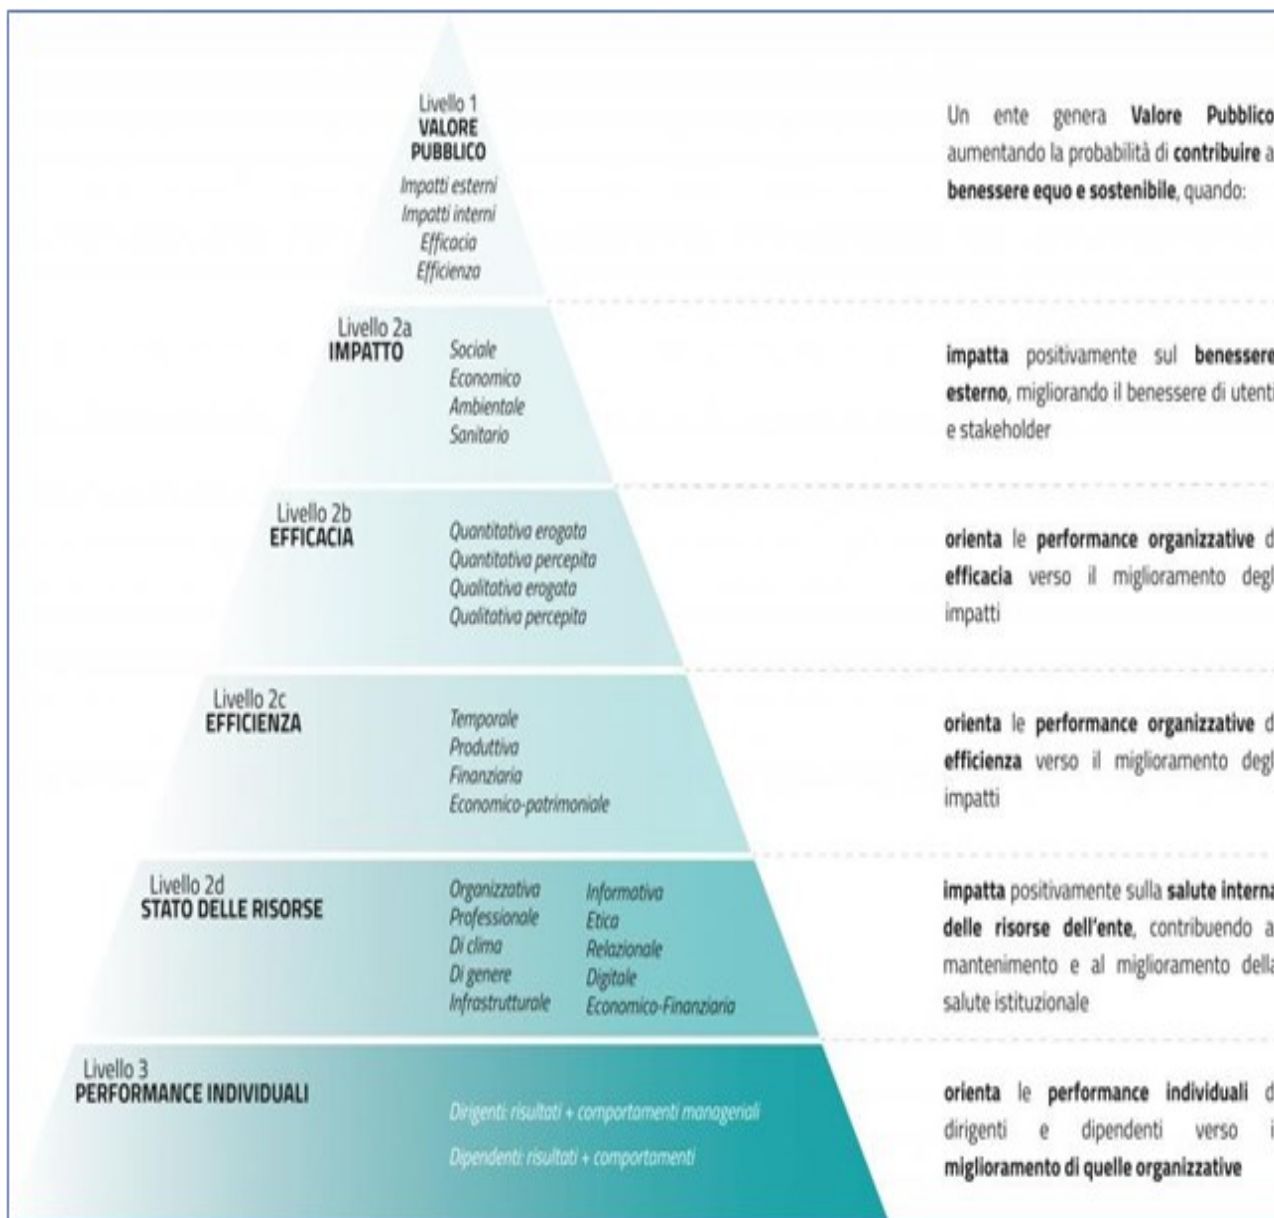 Livello 1
VALORE
PUBBLICO
Impatti esterni
Impatti interni
Efficacia
Efficienza
Un ente genera Valore Pubblico
aumentando la probabilità di contribuire a
benessere equo e sostenibile, quando:
Livello 2a
IMPATTO
Sociale
Economico
Ambientale
Sanitario
impatta positivamente sul benessere
esterno, migliorando il benessere di utenti
e stakeholder
Livello 2b
EFFICACIA
Quantitativa erogata
Quantitativa percepita
Qualitativa erogata
Qualitativa percepita
orienta le performance organizzative d
efficacia verso il miglioramento degl
impatti
Livello 2c
EFFICIENZA
Temporale
Produttiva
Finanziaria
Economico-patrimoniale
orienta le performance organizzative d
efficienza verso il miglioramento degl
impatti
Livello 2d
STATO DELLE RISORSE
Organizzativa
Professionale
Di clima
Di genere
Infrastrutturale
Informativa
Etica
Relazionale
Digitale
Economico-Finanziaria
impatta positivamente sulla salute interna
delle risorse dell'ente, contribuendo a
mantenimento e al miglioramento della
salute istituzionale
Livello 3
PERFORMANCE INDIVIDUALI
Dirigenti: risultati + comportamenti manageriali
Dipendenti: risultati + comportamenti
orienta le performance individuali d
dirigenti e dipendenti verso i
miglioramento di quelle organizzative